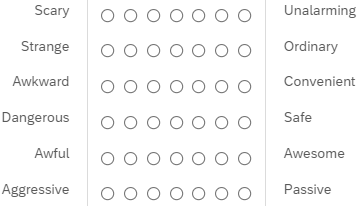 Scary Unalarming
Strange Ordinary
Awkward Convenient
Dangerous Safe
Awful Awesome
Aggressive Passive